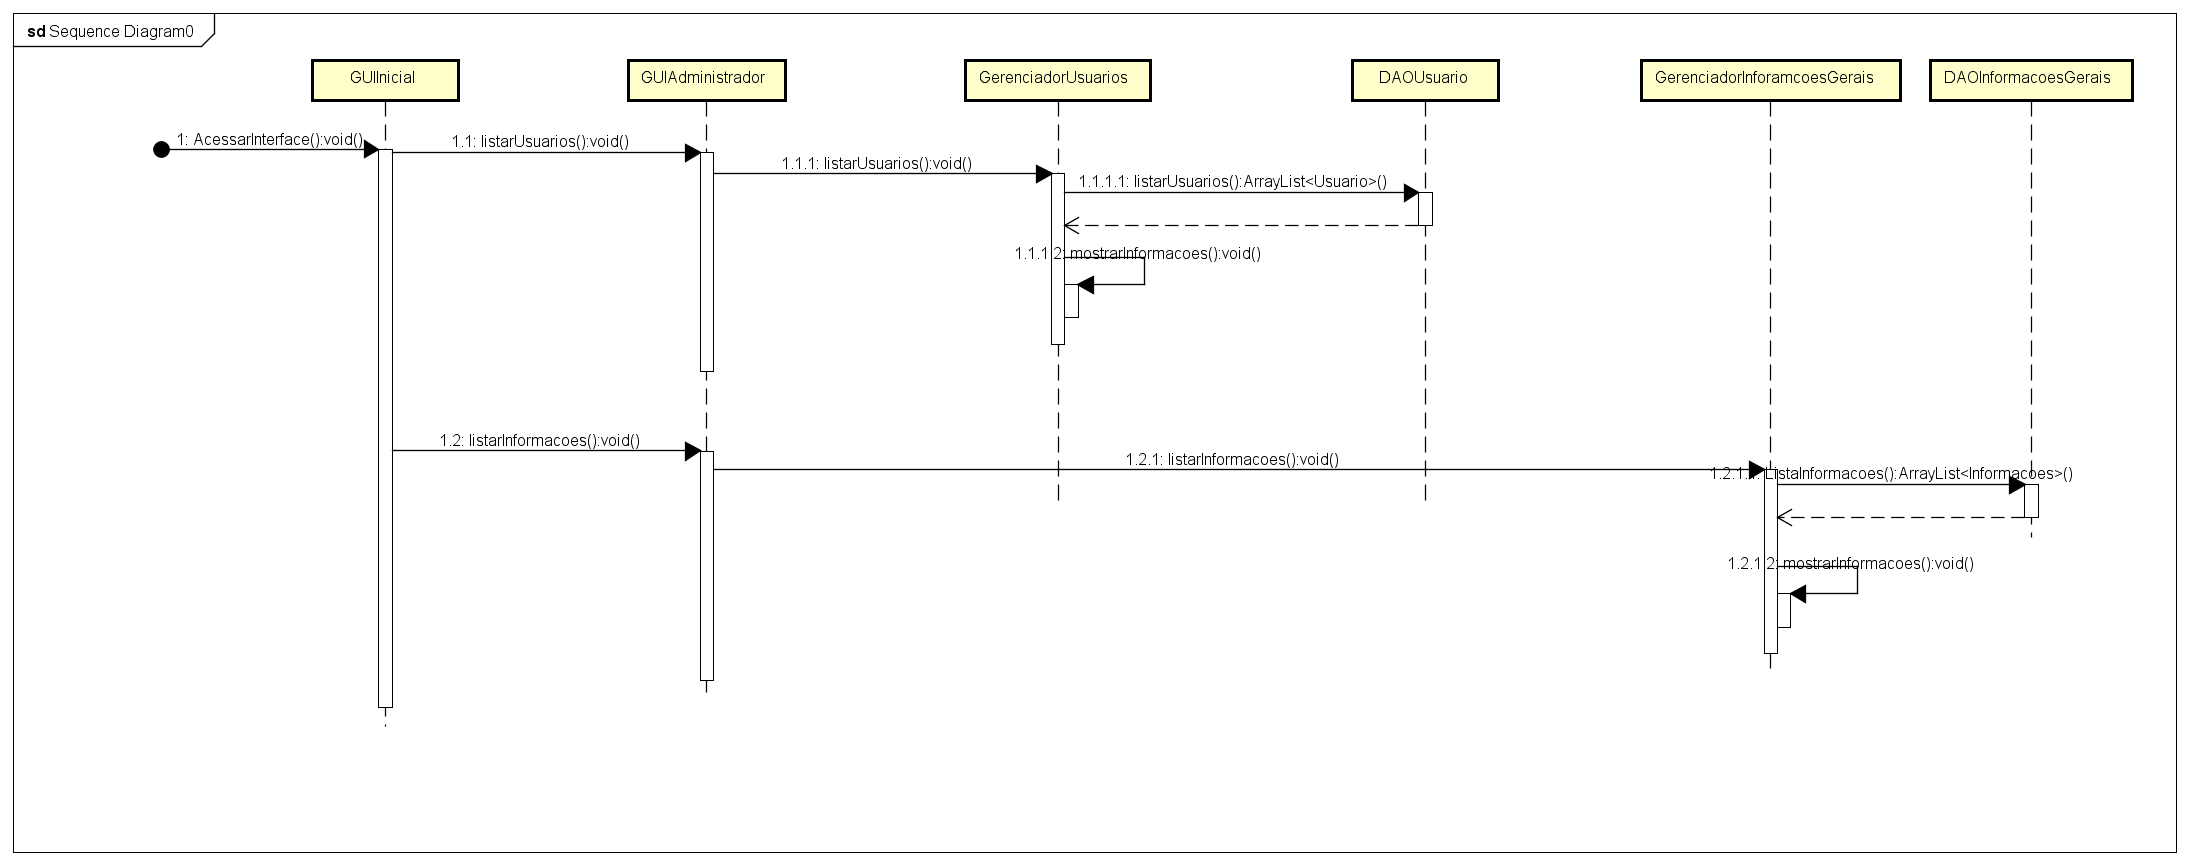 sd Sequence Diagram0
GUIInicial
GUIAdministrador
GerenciadorUsuarios
DAOUsuario
GerenciadorInforamcoesGerais
DAOInformacoesGerais
1: AcessarInterface():void()
1.1: listarUsuarios():void()
1.1.1: listarUsuarios():void()
1.1.1.1: listarUsuarios():ArrayList<Usuario>()
1.1.1.2: mostrarInformacoes():void()
1.2: listarInformacoes():void()
1.2.1: listarInformacoes():void()
1.2.1.1: ListaInformacoes():ArrayList<Informacoes>()
1.2.1.2: mostrarInformacoes():void()